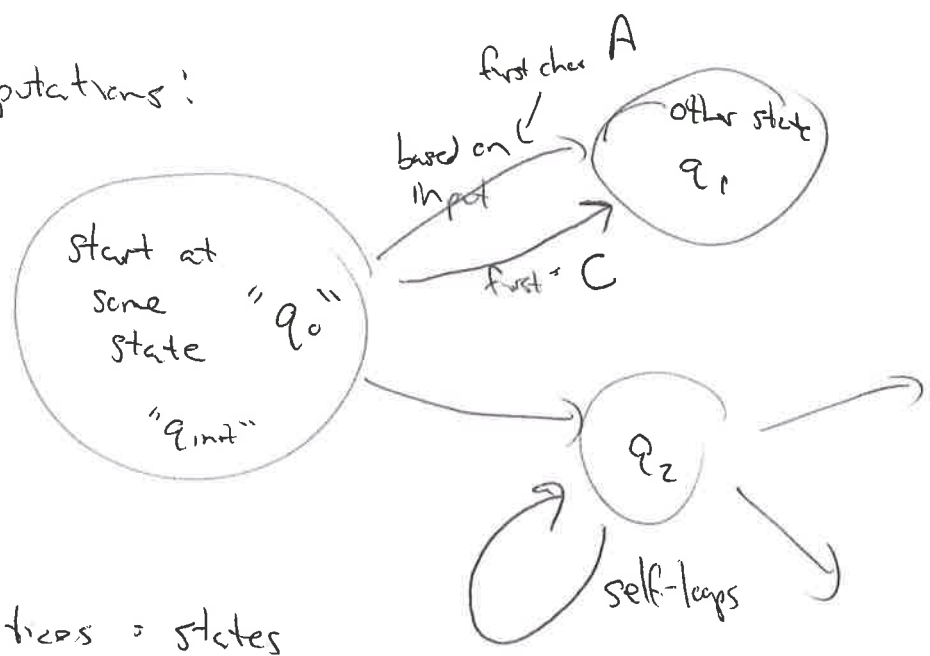 putations:
first char A
based on
input
other state
q₁
first = C
start at
some
state
"q₀"
"qinit"
q₂
self-loops
tices = states